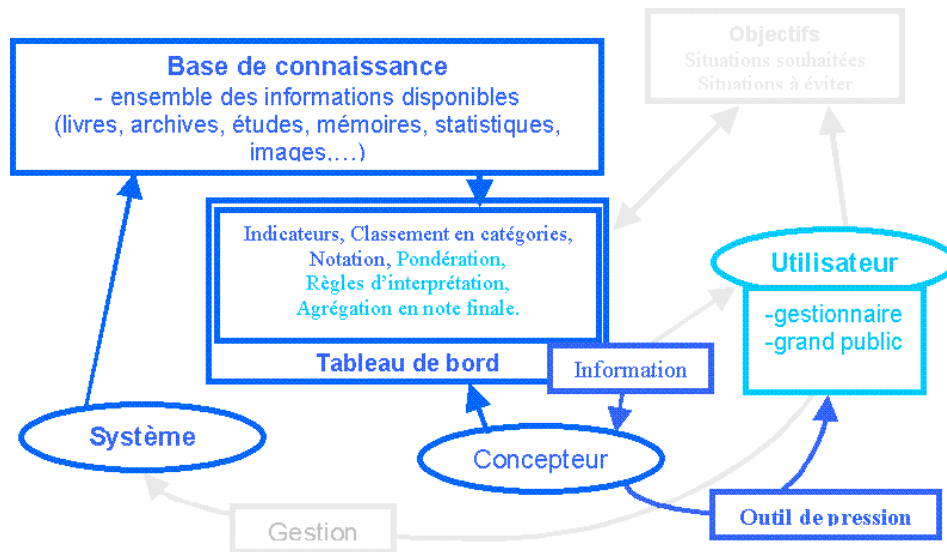 Objectifs
Situations souhaitées
Situations à éviter
Base de connaissance
- ensemble des informations disponibles
(livres, archives, études, mémoires, statistiques,
images,…)
Indicateurs, Classement en catégories,
Notation, Pondération,
Règles d'interprétation,
Agrégation en note finale.
Tableau de bord
Utilisateur
-gestionnaire
-grand public
Information
Système
Concepteur
Gestion
Outil de pression